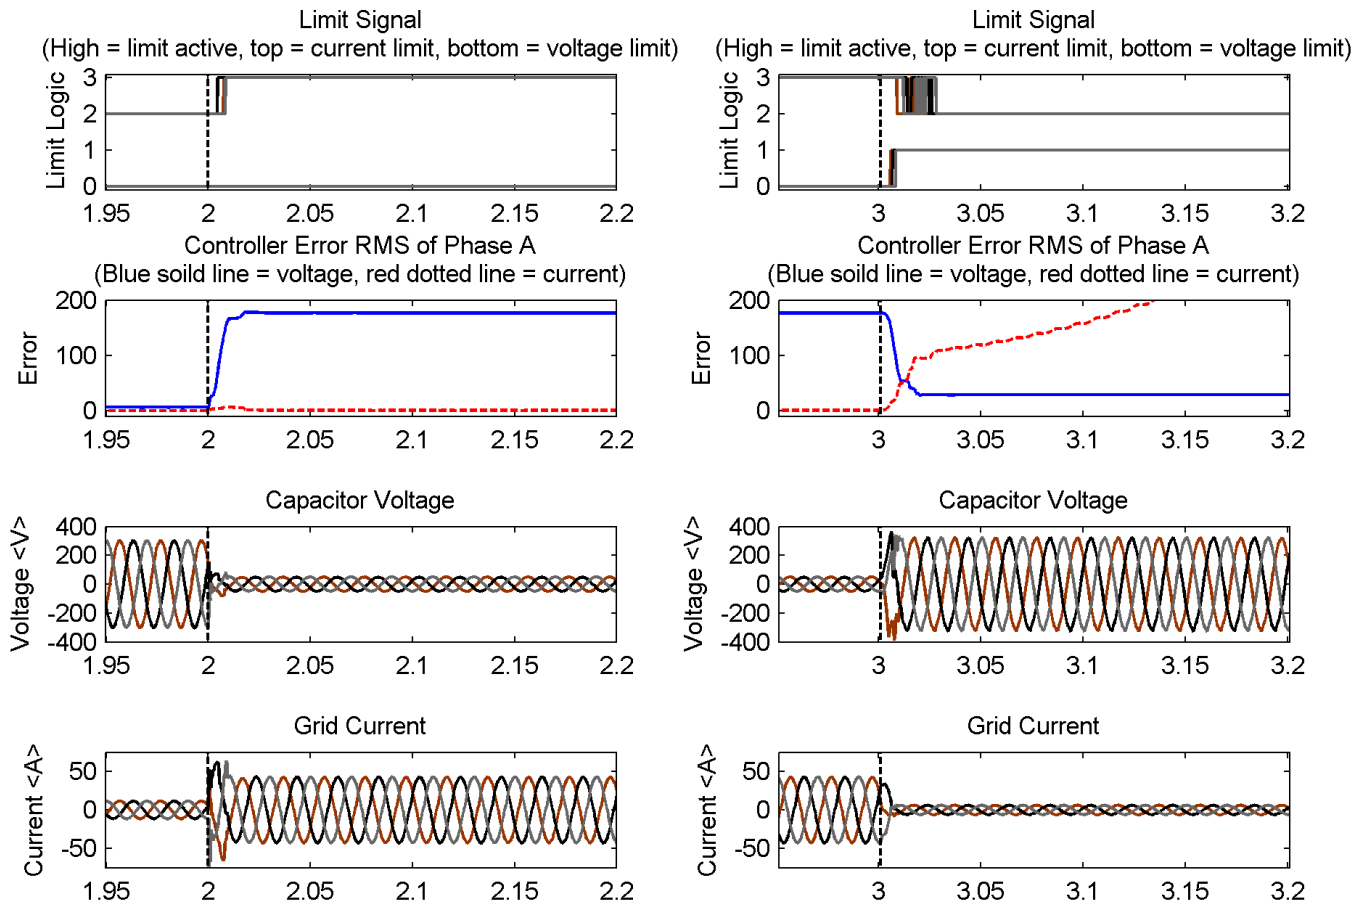 Limit Signal
(High = limit active, top = current limit, bottom = voltage limit)
Limit Logic
3
2
1
0
1.95 2 2.05 2.1 2.15 2.2
Controller Error RMS of Phase A
(Blue soild line = voltage, red dotted line = current)
Error
200
100
0
1.95 2 2.05 2.1 2.15 2.2
Capacitor Voltage
Voltage <V>
400
200
0
-200
-400
1.95 2 2.05 2.1 2.15 2.2
Grid Current
Current <A>
50
0
-50
1.95 2 2.05 2.1 2.15 2.2
Limit Signal
(High = limit active, top = current limit, bottom = voltage limit)
Limit Logic
3
2
1
0
3 3.05 3.1 3.15 3.2
Controller Error RMS of Phase A
(Blue soild line = voltage, red dotted line = current)
Error
200
100
0
3 3.05 3.1 3.15 3.2
Capacitor Voltage
Voltage <V>
400
200
0
-200
-400
3 3.05 3.1 3.15 3.2
Grid Current
Current <A>
50
0
-50
3 3.05 3.1 3.15 3.2